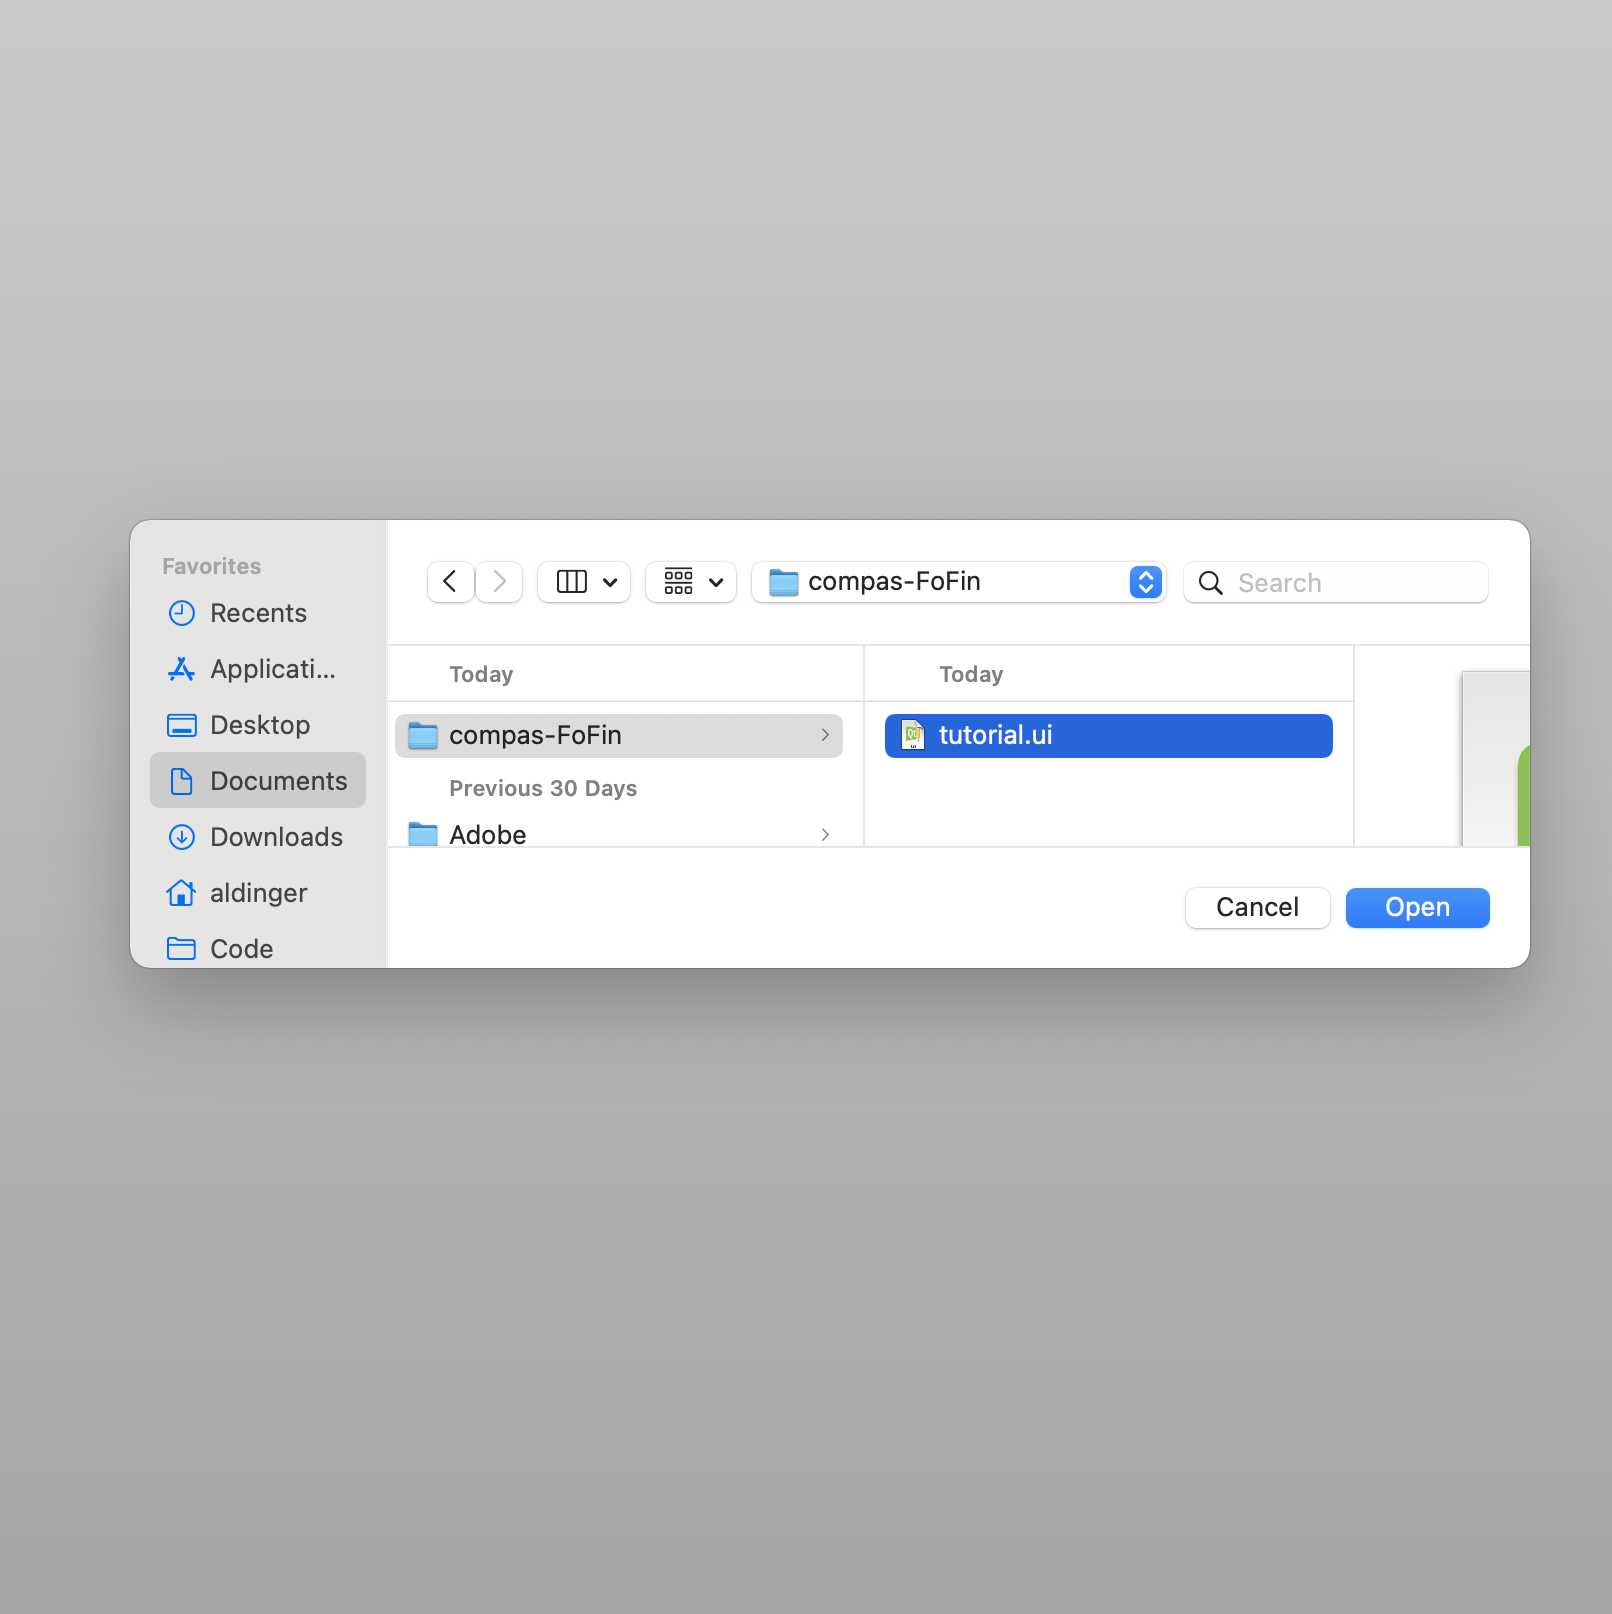 Favorites
Recents
Applicati...
Desktop
Documents
Downloads
aldinger
Code
compas-FoFin
Search
Today
compas-FoFin
Previous 30 Days
Adobe
Today
tutorial.ui
Cancel
Open